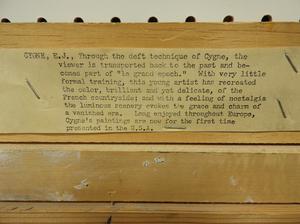 CYGNE, E.J., Through the deft technique of Cygne, the
viewer is transported back to the past and be-
comes part of "la grand epoch." With very little
formal training, this young artist has recreated
the color, brilliant and yet delicate, of the
French countryside; and with a feeling of nostalgia
the luminous scenery evokes the grace and charm of
a vanished era. Long enjoyed throughout Europe,
Cygne's paintings are now for the first time
presented in the U.S.A.